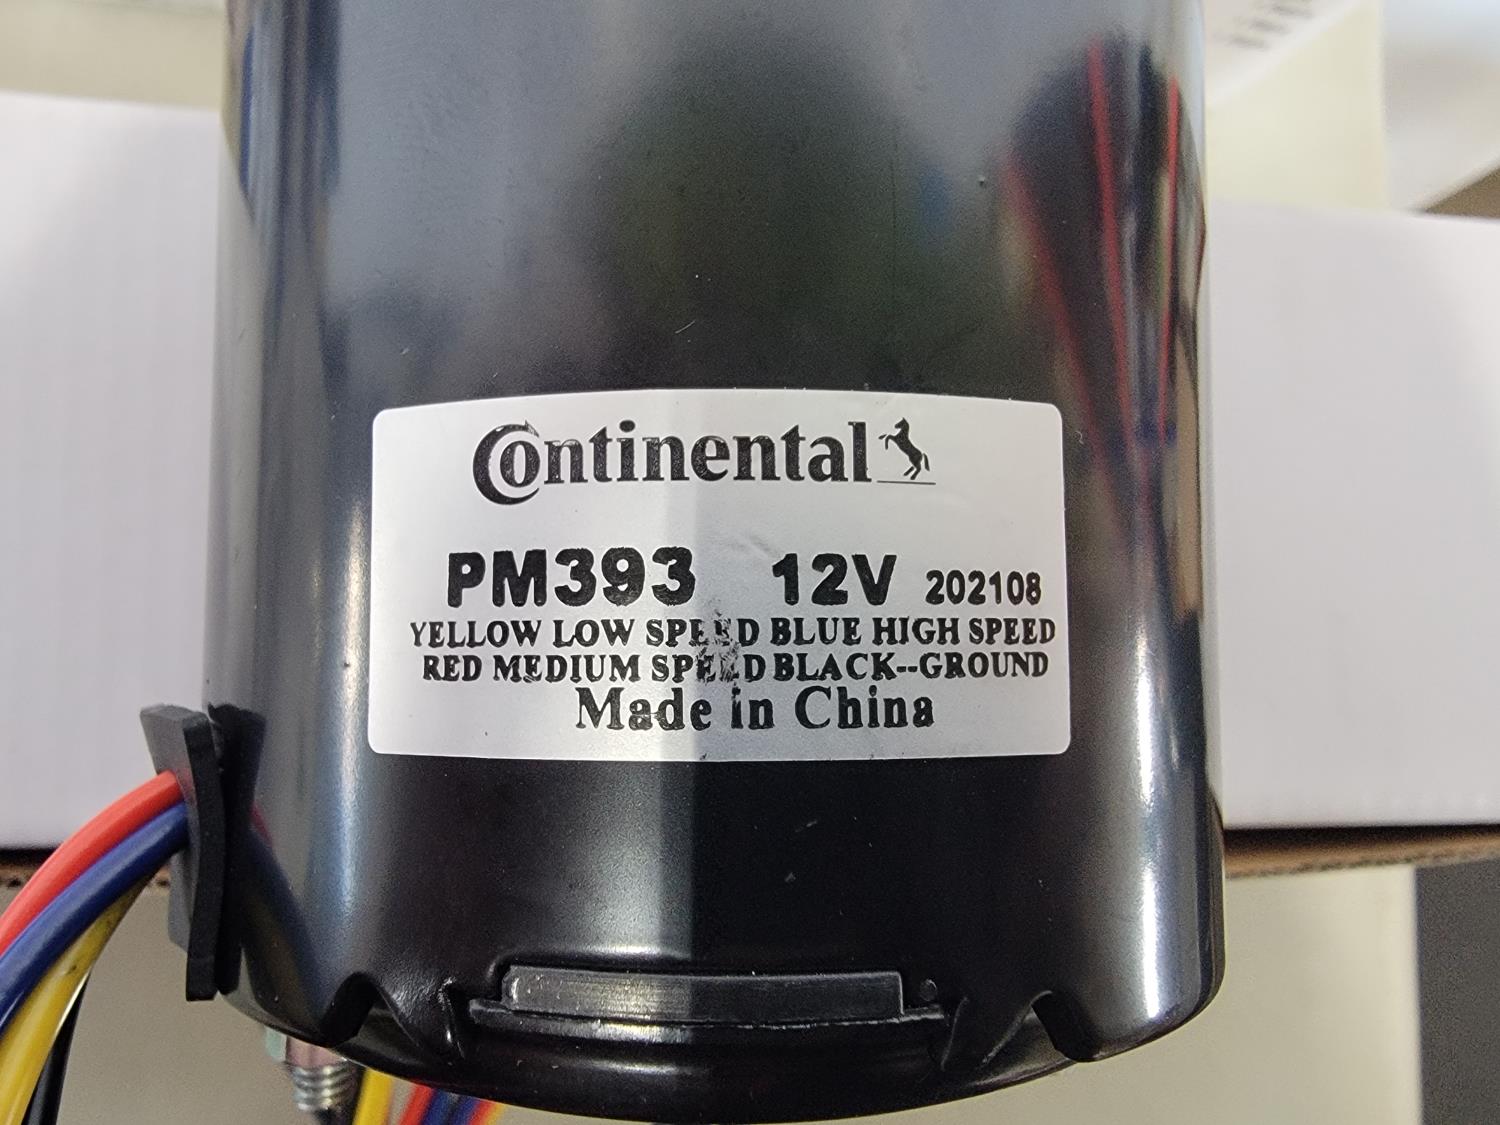 Continental
PM393 12V 202108
YELLOW LOW SPEED BLUE HIGH SPEED
RED MEDIUM SPEED BLACK--GROUND
Made in China